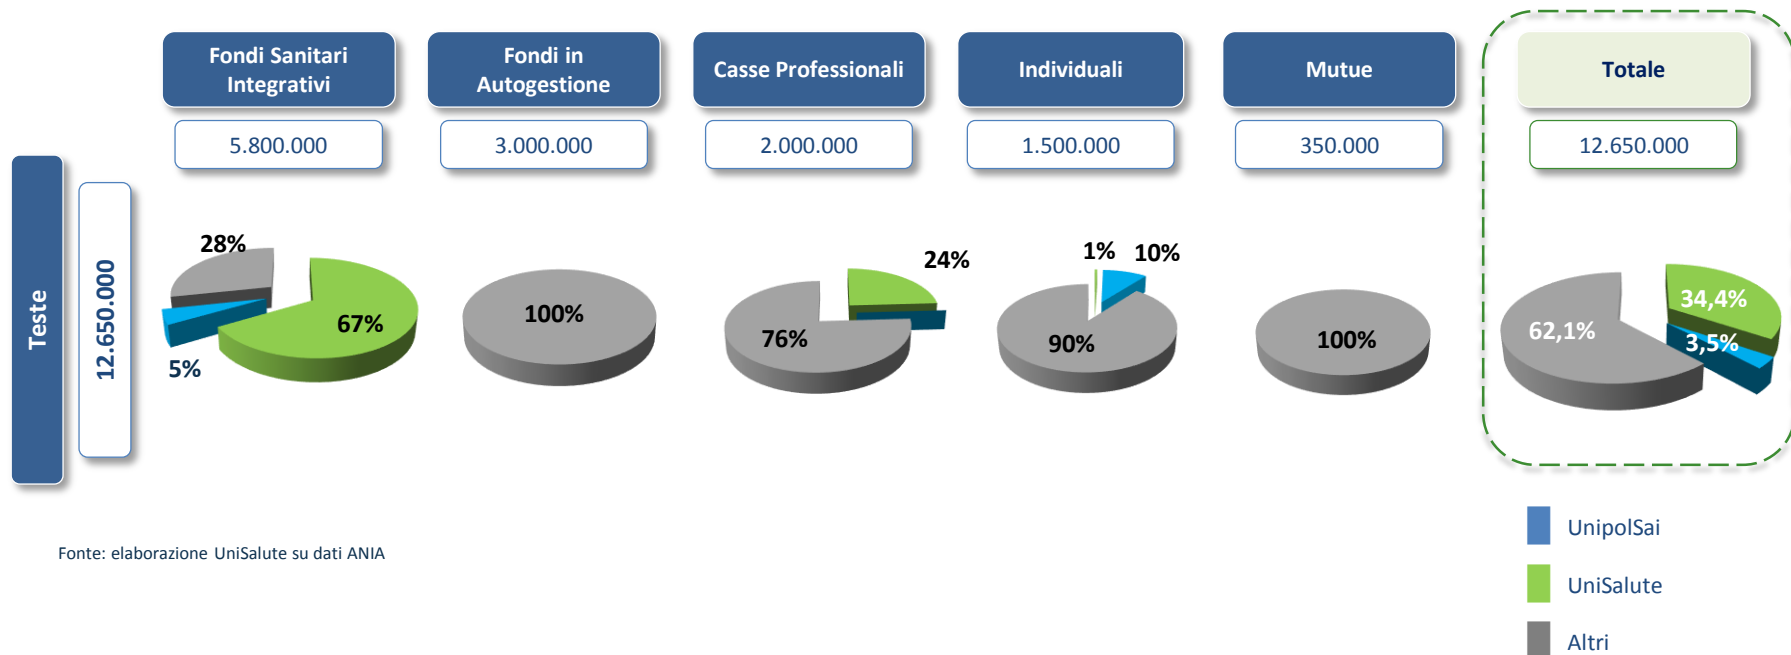 Fondi Sanitari
Integrativi
Fondi in
Autogestione
Casse Professionali
Individuali
Mutue
Totale
5.800.000
3.000.000
2.000.000
1.500.000
350.000
12.650.000
Teste
12.650.000
28%
67%
5%
100%
24%
76%
1%
10%
90%
100%
34,4%
62,1%
3,5%
Fonte: elaborazione UniSalute su dati ANIA
UnipolSai
UniSalute
Altri